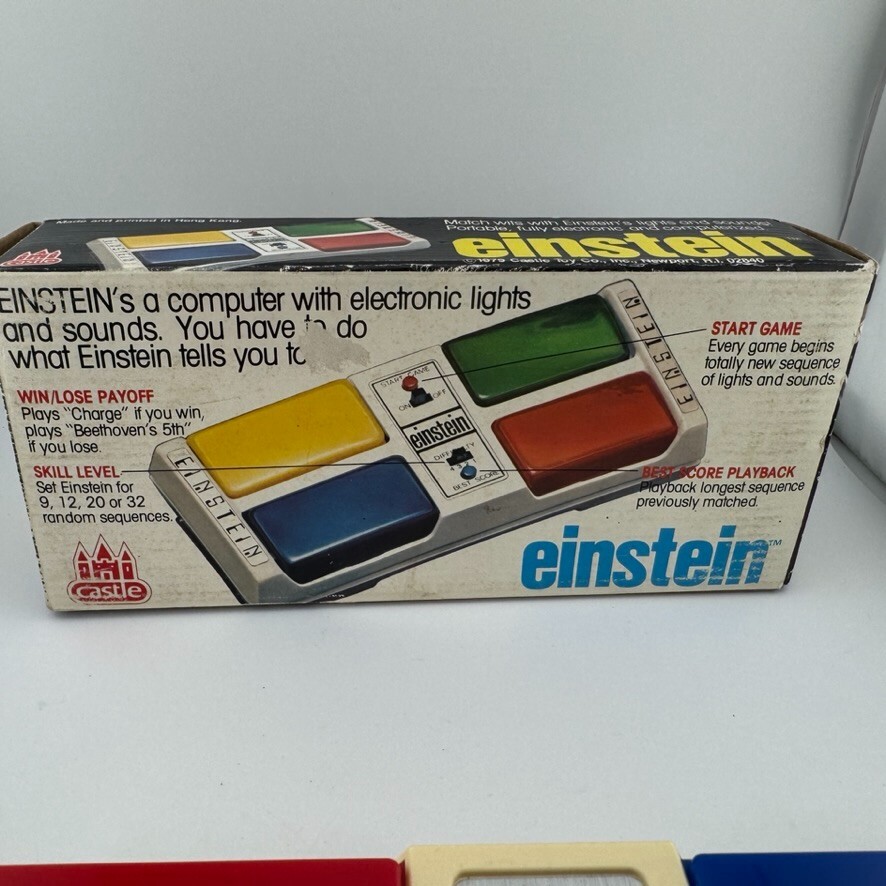 Made and printed in Hong Kong.
Match wits with Einstein's lights and sounds!
Portable, fully electronic and computerized.
einstein
© 1979 Castle Toy Co., Inc., Newport, R.I. 02840
EINSTEIN's a computer with electronic lights
and sounds. You have to do
what Einstein tells you to
WIN/LOSE PAYOFF
Plays "Charge" if you win,
plays "Beethoven's 5th"
if you lose.
SKILL LEVEL
Set Einstein for
9, 12, 20 or 32
random sequences.
castle
EINSTEIN
START GAME
ON OFF
einstein
BEST SCORE
EINSTEIN
START GAME
Every game begins
totally new sequence
of lights and sounds.
BEST SCORE PLAYBACK
Playback longest sequence
previously matched.
einstein™